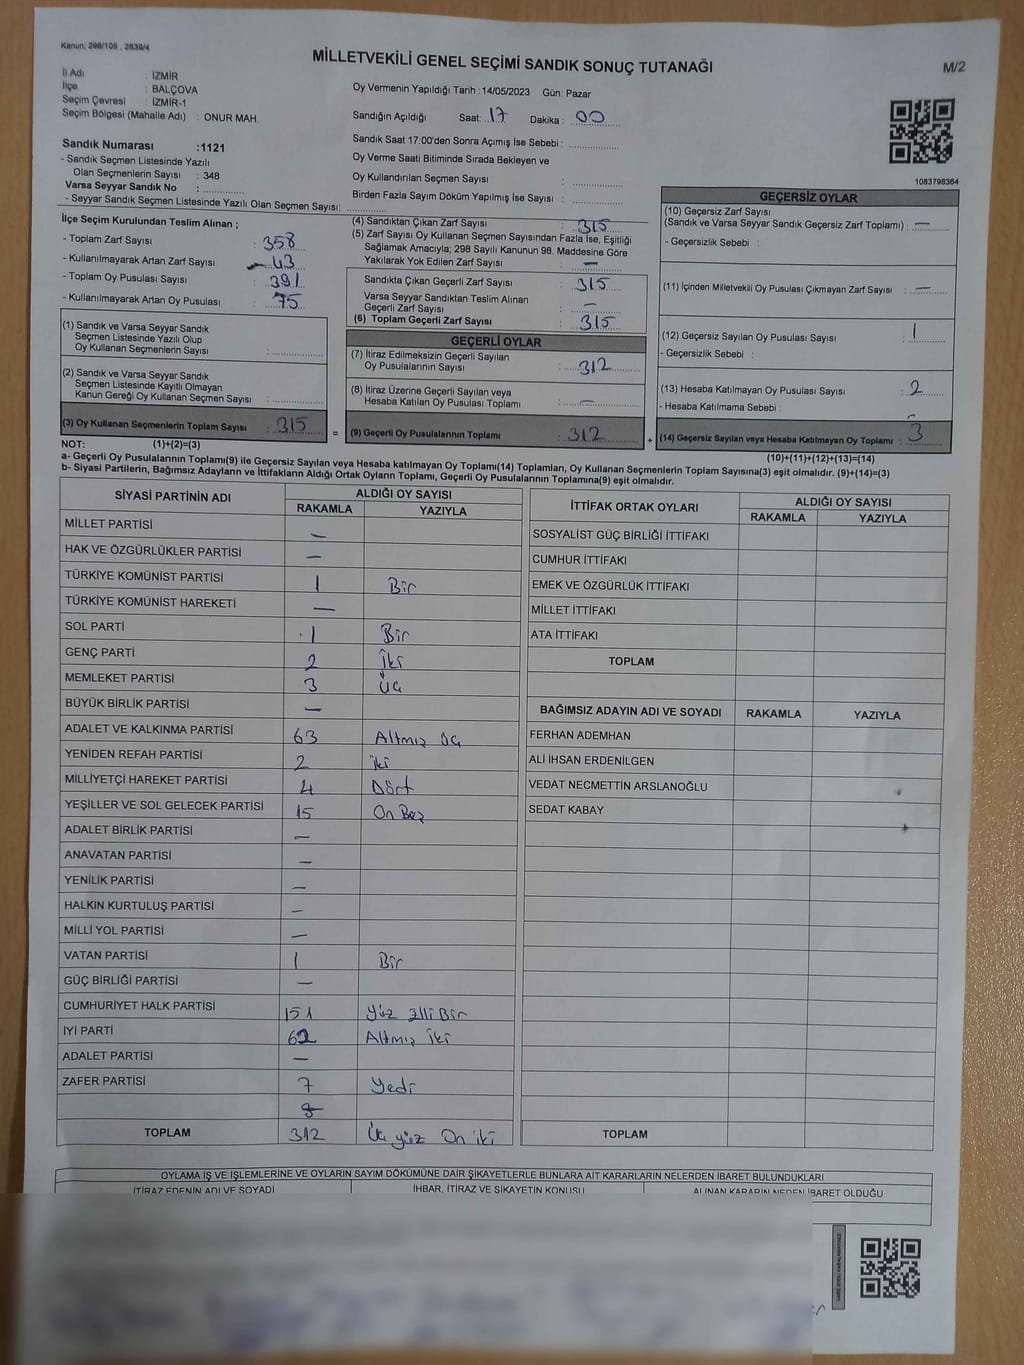 Kanun; 298/105 , 2839/4
MİLLETVEKİLİ GENEL SEÇİMİ SANDIK SONUÇ TUTANAĞI
M/2
İl Adı : İZMİR
İlçe : BALÇOVA
Seçim Çevresi : İZMİR-1
Seçim Bölgesi (Mahalle Adı) : ONUR MAH.
Oy Vermenin Yapıldığı Tarih :14/05/2023 Gün: Pazar
Sandığın Açıldığı Saat: 17 Dakika : 00
Sandık Saat 17:00'den Sonra Açımış İse Sebebi :
Oy Verme Saati Bitiminde Sırada Bekleyen ve
Oy Kullandırılan Seçmen Sayısı :
Birden Fazla Sayım Döküm Yapılmış İse Sayısı :
1083798364
Sandık Numarası :1121
- Sandık Seçmen Listesinde Yazılı
Olan Seçmenlerin Sayısı : 348
Varsa Seyyar Sandık No :
- Seyyar Sandık Seçmen Listesinde Yazılı Olan Seçmen Sayısı:
İlçe Seçim Kurulundan Teslim Alınan ;
- Toplam Zarf Sayısı : 358
- Kullanılmayarak Artan Zarf Sayısı : 43
- Toplam Oy Pusulası Sayısı : 391
- Kullanılmayarak Artan Oy Pusulası : 75
(1) Sandık ve Varsa Seyyar Sandık
Seçmen Listesinde Yazılı Olup
Oy Kullanan Seçmenlerin Sayısı :
(2) Sandık ve Varsa Seyyar Sandık
Seçmen Listesinde Kayıtlı Olmayan
Kanun Gereği Oy Kullanan Seçmen Sayısı :
(3) Oy Kullanan Seçmenlerin Toplam Sayısı : 315
(4) Sandıktan Çıkan Zarf Sayısı : 315
(5) Zarf Sayısı Oy Kullanan Seçmen Sayısından Fazla İse, Eşitliği
Sağlamak Amacıyla; 298 Sayılı Kanunun 98. Maddesine Göre
Yakılarak Yok Edilen Zarf Sayısı : —
Sandıkta Çıkan Geçerli Zarf Sayısı : 315
Varsa Seyyar Sandıktan Teslim Alınan
Geçerli Zarf Sayısı : —
(6) Toplam Geçerli Zarf Sayısı : 315
GEÇERLİ OYLAR
(7) İtiraz Edilmeksizin Geçerli Sayılan
Oy Pusulalarının Sayısı : 312
(8) İtiraz Üzerine Geçerli Sayılan veya
Hesaba Katılan Oy Pusulası Toplamı : —
= (9) Geçerli Oy Pusulalarının Toplamı : 312
GEÇERSİZ OYLAR
(10) Geçersiz Zarf Sayısı
(Sandık ve Varsa Seyyar Sandık Geçersiz Zarf Toplamı) : —
- Geçersizlik Sebebi :
(11) İçinden Milletvekili Oy Pusulası Çıkmayan Zarf Sayısı : —
(12) Geçersiz Sayılan Oy Pusulası Sayısı : 1
- Geçersizlik Sebebi :
(13) Hesaba Katılmayan Oy Pusulası Sayısı : 2
- Hesaba Katılmama Sebebi :
+ (14) Geçersiz Sayılan veya Hesaba Katılmayan Oy Toplamı : 3
NOT: (1)+(2)=(3)
(10)+(11)+(12)+(13)=(14)
a- Geçerli Oy Pusulalarının Toplamı(9) ile Geçersiz Sayılan veya Hesaba katılmayan Oy Toplamı(14) Toplamları, Oy Kullanan Seçmenlerin Toplam Sayısına(3) eşit olmalıdır. (9)+(14)=(3)
b- Siyasi Partilerin, Bağımsız Adayların ve İttifakların Aldığı Ortak Oyların Toplamı, Geçerli Oy Pusulalarının Toplamına(9) eşit olmalıdır.
SİYASİ PARTİNİN ADI ALDIĞI OY SAYISI
RAKAMLA YAZIYLA
MİLLET PARTİSİ —
HAK VE ÖZGÜRLÜKLER PARTİSİ —
TÜRKİYE KOMÜNİST PARTİSİ 1 Bir
TÜRKİYE KOMÜNİST HAREKETİ —
SOL PARTİ 1 Bir
GENÇ PARTİ 2 İki
MEMLEKET PARTİSİ 3 Üç
BÜYÜK BİRLİK PARTİSİ —
ADALET VE KALKINMA PARTİSİ 63 Altmış Üç
YENİDEN REFAH PARTİSİ 2 İki
MİLLİYETÇİ HAREKET PARTİSİ 4 Dört
YEŞİLLER VE SOL GELECEK PARTİSİ 15 On Beş
ADALET BİRLİK PARTİSİ —
ANAVATAN PARTİSİ —
YENİLİK PARTİSİ —
HALKIN KURTULUŞ PARTİSİ —
MİLLİ YOL PARTİSİ —
VATAN PARTİSİ 1 Bir
GÜÇ BİRLİĞİ PARTİSİ —
CUMHURİYET HALK PARTİSİ 151 Yüz Elli Bir
İYİ PARTİ 62 Altmış İki
ADALET PARTİSİ —
ZAFER PARTİSİ 7 Yedi
TOPLAM 312 Üç yüz On iki
İTTİFAK ORTAK OYLARI ALDIĞI OY SAYISI
RAKAMLA YAZIYLA
SOSYALİST GÜÇ BİRLİĞİ İTTİFAKI
CUMHUR İTTİFAKI
EMEK VE ÖZGÜRLÜK İTTİFAKI
MİLLET İTTİFAKI
ATA İTTİFAKI
TOPLAM
BAĞIMSIZ ADAYIN ADI VE SOYADI RAKAMLA YAZIYLA
FERHAN ADEMHAN
ALİ İHSAN ERDENİLGEN
VEDAT NECMETTİN ARSLANOĞLU
SEDAT KABAY
TOPLAM
OYLAMA İŞ VE İŞLEMLERİNE VE OYLARIN SAYIM DÖKÜMÜNE DAİR ŞİKAYETLERLE BUNLARA AİT KARARLARIN NELERDEN İBARET BULUNDUKLARI
İTİRAZ EDENİN ADI VE SOYADI İHBAR, İTİRAZ VE ŞİKAYETİN KONUSU ALINAN KARARIN NEDEN İBARET OLDUĞU